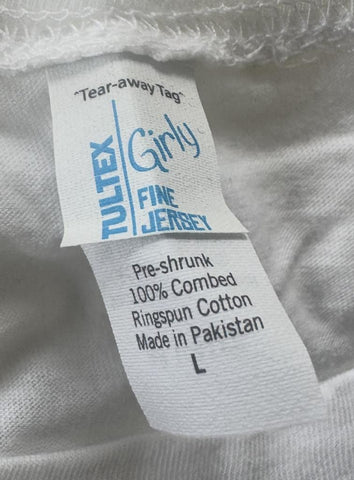 "Tear-away Tag"
TULTEX
Girly
FINE
JERSEY
Pre-shrunk
100% Combed
Ringspun Cotton
Made in Pakistan
L